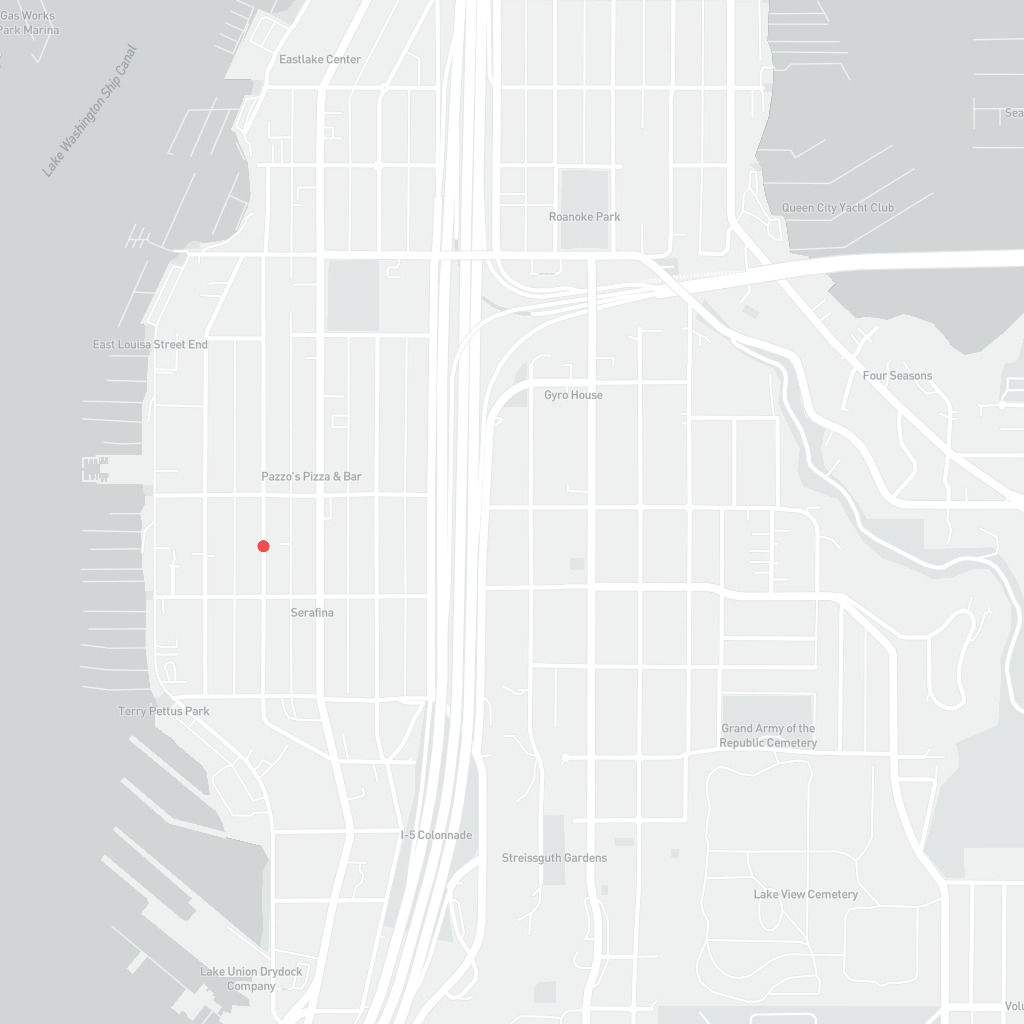 Gas Works
Park Marina
Lake Washington Ship Canal
Eastlake Center
Queen City Yacht Club
Roanoke Park
East Louisa Street End
Four Seasons
Gyro House
Pazzo's Pizza & Bar
Serafina
Terry Pettus Park
Grand Army of the
Republic Cemetery
I-5 Colonnade
Streissguth Gardens
Lake View Cemetery
Lake Union Drydock
Company